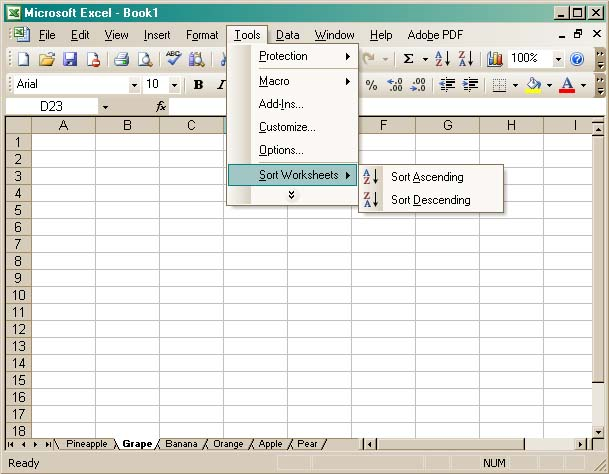 Microsoft Excel - Book1
File Edit View Insert Format Tools Data Window Help Adobe PDF
ABC Σ A Z 100%
Arial 10 B I % A
D23 fx
Protection
Macro
Add-Ins...
Customize...
Options...
Sort Worksheets
A Z Sort Ascending
Z A Sort Descending
A B C F G H I
1
2
3
4
5
6
7
8
9
10
11
12
13
14
15
16
17
18
Pineapple Grape Banana Orange Apple Pear
Ready NUM